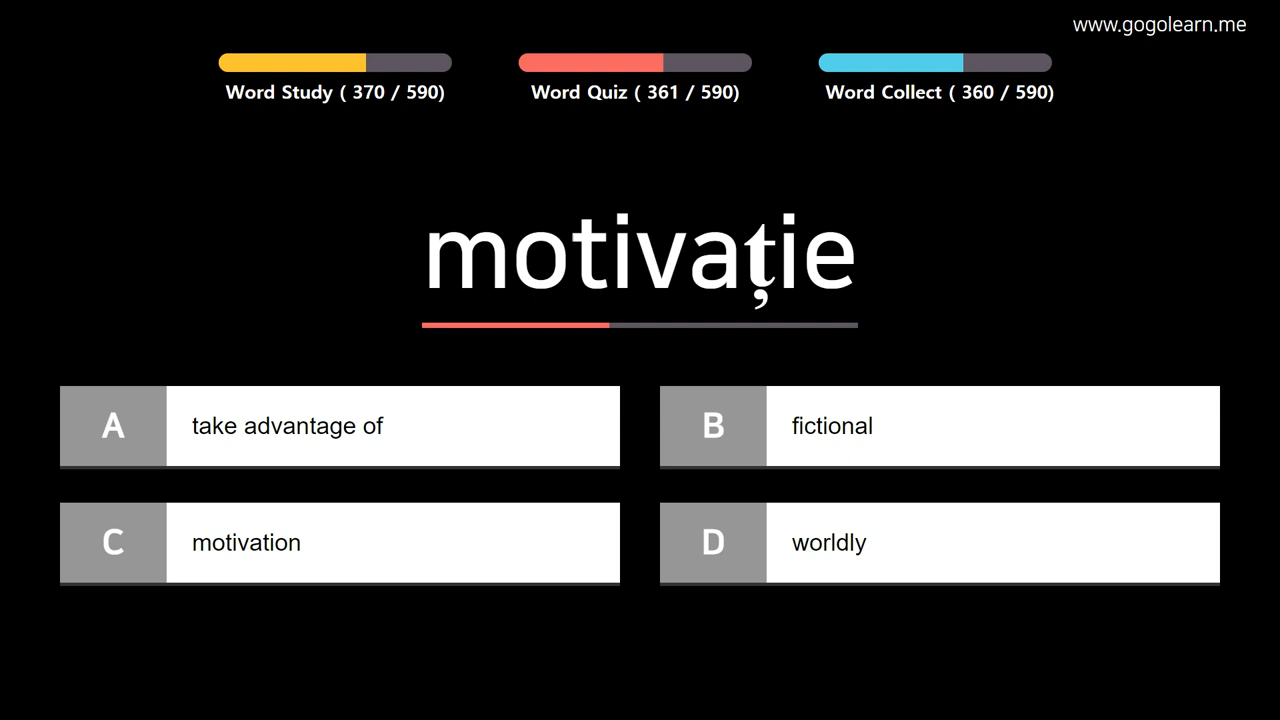 www.gogolearn.me
Word Study ( 370 / 590)
Word Quiz ( 361 / 590)
Word Collect ( 360 / 590)
motivație
A take advantage of
B fictional
C motivation
D worldly